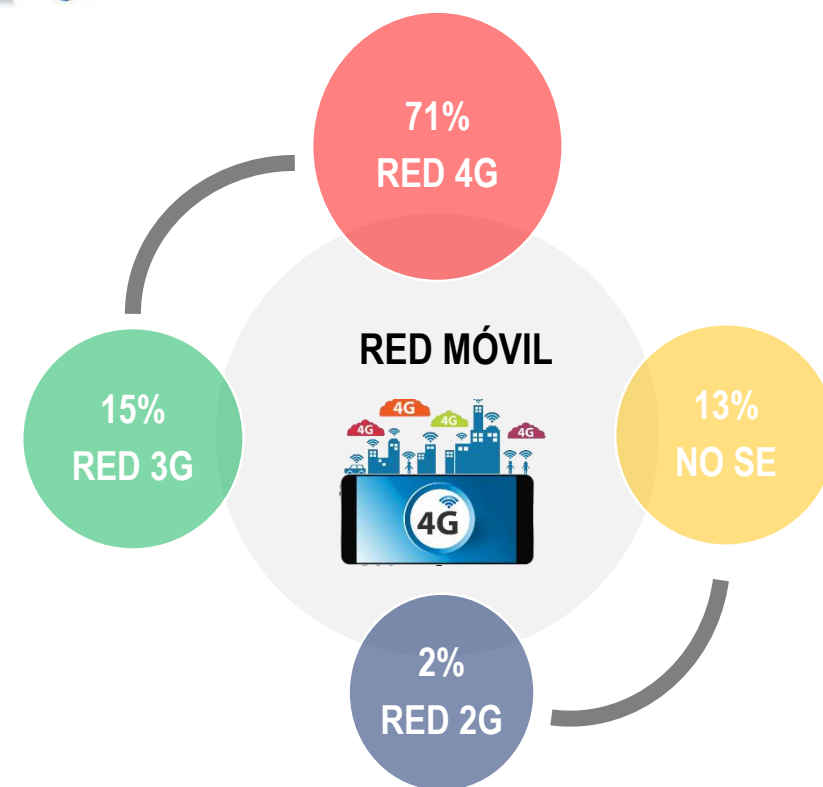 71%
RED 4G
RED MÓVIL
15%
RED 3G
13%
NO SE
4G
4G
4G
4G
4G
2%
RED 2G